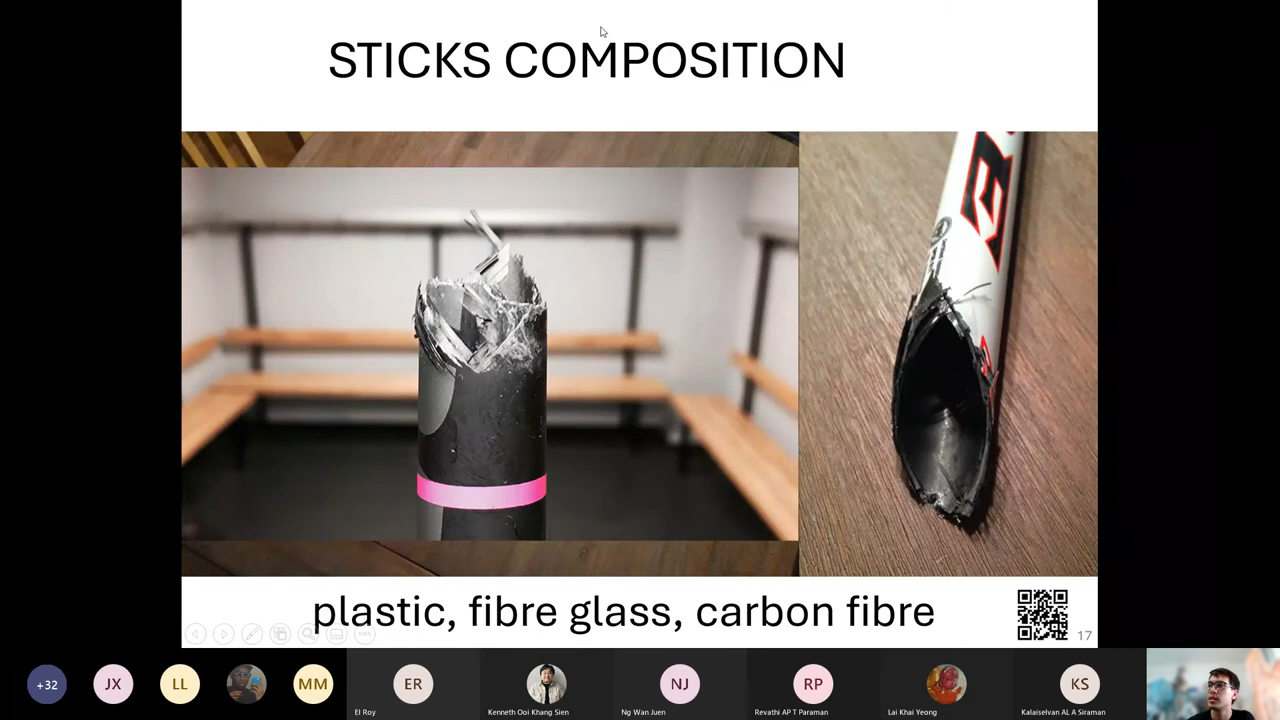 STICKS COMPOSITION
plastic, fibre glass, carbon fibre
17
+32
JX
LL
MM
ER
El Roy
Kenneth Ooi Khang Sien
NJ
Ng Wan Juen
RP
Revathi AP T Paraman
Lai Khai Yeong
KS
Kalaiselvan AL A Siraman